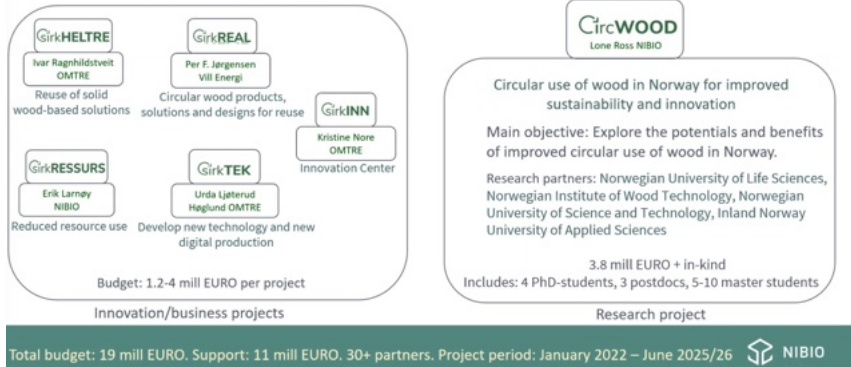 CirkHELTRE
Ivar Ragnhildstveit
OMTRE
Reuse of solid
wood-based solutions
CirkREAL
Per F. Jørgensen
Vill Energi
Circular wood products,
solutions and designs for reuse
CirkINN
Kristine Nore
OMTRE
Innovation Center
CirkRESSURS
Erik Larnøy
NIBIO
Reduced resource use
CirkTEK
Urda Ljøterud
Høglund OMTRE
Develop new technology and new
digital production
Budget: 1.2-4 mill EURO per project
Innovation/business projects
CircWOOD
Lone Ross NIBIO
Circular use of wood in Norway for improved
sustainability and innovation
Main objective: Explore the potentials and benefits
of improved circular use of wood in Norway.
Research partners: Norwegian University of Life Sciences,
Norwegian Institute of Wood Technology, Norwegian
University of Science and Technology, Inland Norway
University of Applied Sciences
3.8 mill EURO + in-kind
Includes: 4 PhD-students, 3 postdocs, 5-10 master students
Research project
Total budget: 19 mill EURO. Support: 11 mill EURO. 30+ partners. Project period: January 2022 – June 2025/26
NIBIO